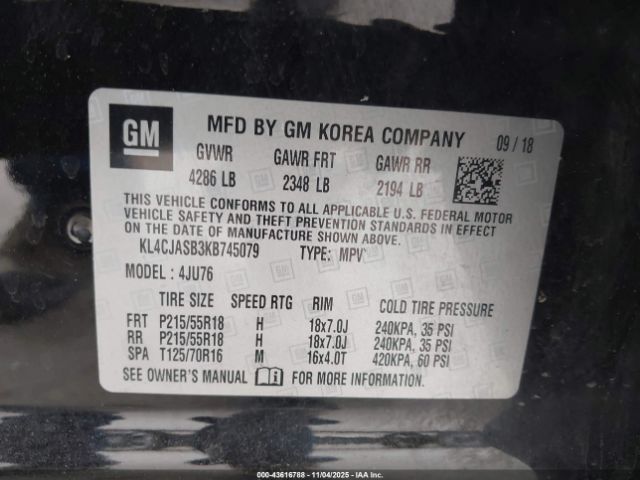 GM
MFD BY GM KOREA COMPANY 09 / 18
GVWR GAWR FRT GAWR RR
4286 LB 2348 LB 2194 LB
THIS VEHICLE CONFORMS TO ALL APPLICABLE U.S. FEDERAL MOTOR
VEHICLE SAFETY AND THEFT PREVENTION STANDARDS IN EFFECT
ON THE DATE OF MANUFACTURE SHOWN ABOVE.
KL4CJASB3KB745079 TYPE: MPV
MODEL : 4JU76
TIRE SIZE SPEED RTG RIM COLD TIRE PRESSURE
FRT P215/55R18 H 18x7.0J 240KPA, 35 PSI
RR P215/55R18 H 18x7.0J 240KPA, 35 PSI
SPA T125/70R16 M 16x4.0T 420KPA, 60 PSI
SEE OWNER'S MANUAL FOR MORE INFORMATION.
000-43616788 - 11/04/2025 - IAA Inc.